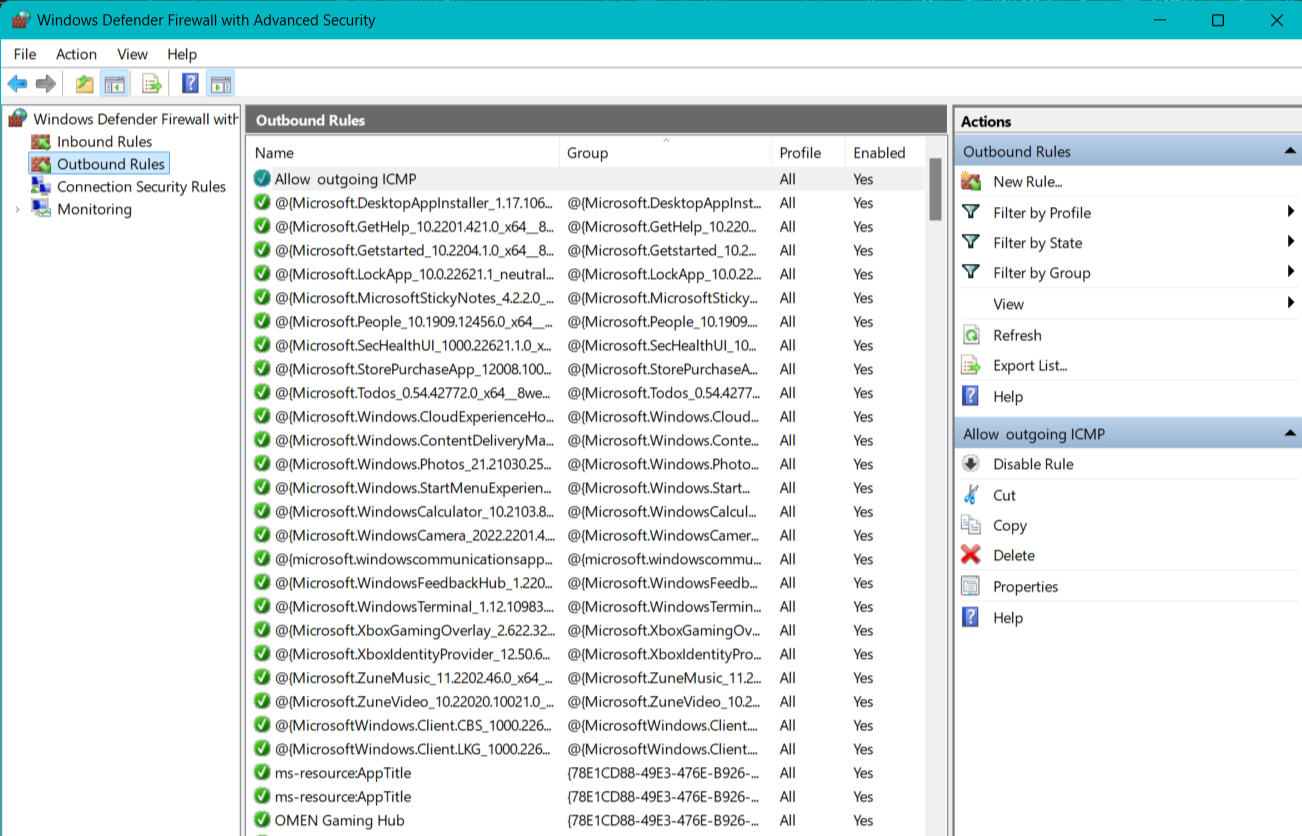 Windows Defender Firewall with Advanced Security
File Action View Help
Windows Defender Firewall with
Inbound Rules
Outbound Rules
Connection Security Rules
Monitoring
Outbound Rules
Name Group Profile Enabled
Allow outgoing ICMP All Yes
@{Microsoft.DesktopAppInstaller_1.17.106... @{Microsoft.DesktopAppInst... All Yes
@{Microsoft.GetHelp_10.2201.421.0_x64__8... @{Microsoft.GetHelp_10.220... All Yes
@{Microsoft.Getstarted_10.2204.1.0_x64__8... @{Microsoft.Getstarted_10.2... All Yes
@{Microsoft.LockApp_10.0.22621.1_neutral... @{Microsoft.LockApp_10.0.22... All Yes
@{Microsoft.MicrosoftStickyNotes_4.2.2.0_... @{Microsoft.MicrosoftSticky... All Yes
@{Microsoft.People_10.1909.12456.0_x64__... @{Microsoft.People_10.1909.... All Yes
@{Microsoft.SecHealthUI_1000.22621.1.0_x... @{Microsoft.SecHealthUI_10... All Yes
@{Microsoft.StorePurchaseApp_12008.100... @{Microsoft.StorePurchaseA... All Yes
@{Microsoft.Todos_0.54.42772.0_x64__8we... @{Microsoft.Todos_0.54.4277... All Yes
@{Microsoft.Windows.CloudExperienceHo... @{Microsoft.Windows.Cloud... All Yes
@{Microsoft.Windows.ContentDeliveryMa... @{Microsoft.Windows.Conte... All Yes
@{Microsoft.Windows.Photos_21.21030.25... @{Microsoft.Windows.Photo... All Yes
@{Microsoft.Windows.StartMenuExperien... @{Microsoft.Windows.Start... All Yes
@{Microsoft.WindowsCalculator_10.2103.8... @{Microsoft.WindowsCalcul... All Yes
@{Microsoft.WindowsCamera_2022.2201.4... @{Microsoft.WindowsCamer... All Yes
@{microsoft.windowscommunicationsapp... @{microsoft.windowscommu... All Yes
@{Microsoft.WindowsFeedbackHub_1.220... @{Microsoft.WindowsFeedb... All Yes
@{Microsoft.WindowsTerminal_1.12.10983.... @{Microsoft.WindowsTermin... All Yes
@{Microsoft.XboxGamingOverlay_2.622.32... @{Microsoft.XboxGamingOv... All Yes
@{Microsoft.XboxIdentityProvider_12.50.6... @{Microsoft.XboxIdentityPro... All Yes
@{Microsoft.ZuneMusic_11.2202.46.0_x64_... @{Microsoft.ZuneMusic_11.2... All Yes
@{Microsoft.ZuneVideo_10.22020.10021.0_... @{Microsoft.ZuneVideo_10.2... All Yes
@{MicrosoftWindows.Client.CBS_1000.226... @{MicrosoftWindows.Client.... All Yes
@{MicrosoftWindows.Client.LKG_1000.226... @{MicrosoftWindows.Client.... All Yes
ms-resource:AppTitle {78E1CD88-49E3-476E-B926-... All Yes
ms-resource:AppTitle {78E1CD88-49E3-476E-B926-... All Yes
OMEN Gaming Hub {78E1CD88-49E3-476E-B926-... All Yes
Actions
Outbound Rules
New Rule...
Filter by Profile
Filter by State
Filter by Group
View
Refresh
Export List...
Help
Allow outgoing ICMP
Disable Rule
Cut
Copy
Delete
Properties
Help